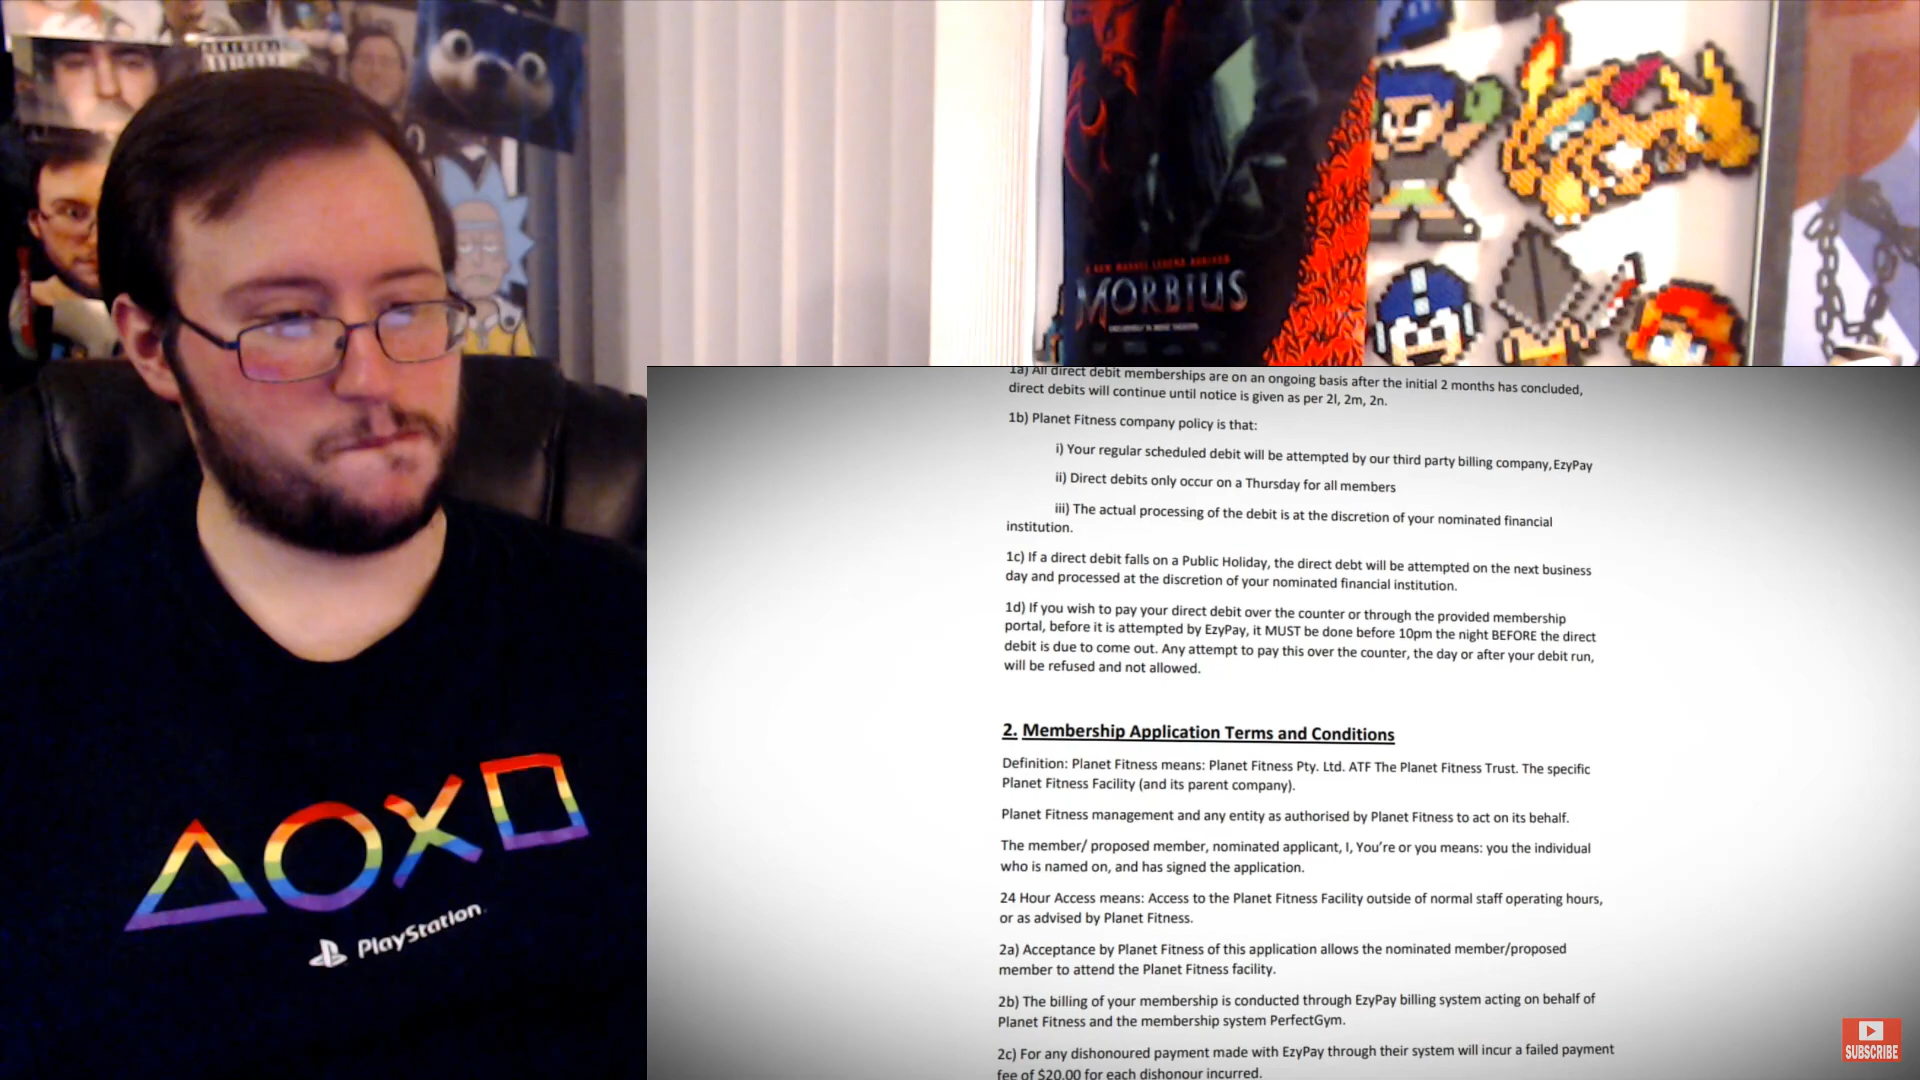 A NEW MARVEL LEGEND ARRIVES
MORBIUS
1a) All direct debit memberships are on an ongoing basis after the initial 2 months has concluded,
direct debits will continue until notice is given as per 2l, 2m, 2n.
1b) Planet Fitness company policy is that:
i) Your regular scheduled debit will be attempted by our third party billing company, EzyPay
ii) Direct debits only occur on a Thursday for all members
iii) The actual processing of the debit is at the discretion of your nominated financial
institution.
1c) If a direct debit falls on a Public Holiday, the direct debt will be attempted on the next business
day and processed at the discretion of your nominated financial institution.
1d) If you wish to pay your direct debit over the counter or through the provided membership
portal, before it is attempted by EzyPay, it MUST be done before 10pm the night BEFORE the direct
debit is due to come out. Any attempt to pay this over the counter, the day or after your debit run,
will be refused and not allowed.
2. Membership Application Terms and Conditions
Definition: Planet Fitness means: Planet Fitness Pty. Ltd. ATF The Planet Fitness Trust. The specific
Planet Fitness Facility (and its parent company).
Planet Fitness management and any entity as authorised by Planet Fitness to act on its behalf.
The member/ proposed member, nominated applicant, I, You're or you means: you the individual
who is named on, and has signed the application.
24 Hour Access means: Access to the Planet Fitness Facility outside of normal staff operating hours,
or as advised by Planet Fitness.
2a) Acceptance by Planet Fitness of this application allows the nominated member/proposed
member to attend the Planet Fitness facility.
2b) The billing of your membership is conducted through EzyPay billing system acting on behalf of
Planet Fitness and the membership system PerfectGym.
2c) For any dishonoured payment made with EzyPay through their system will incur a failed payment
fee of $20.00 for each dishonour incurred.
PlayStation
SUBSCRIBE